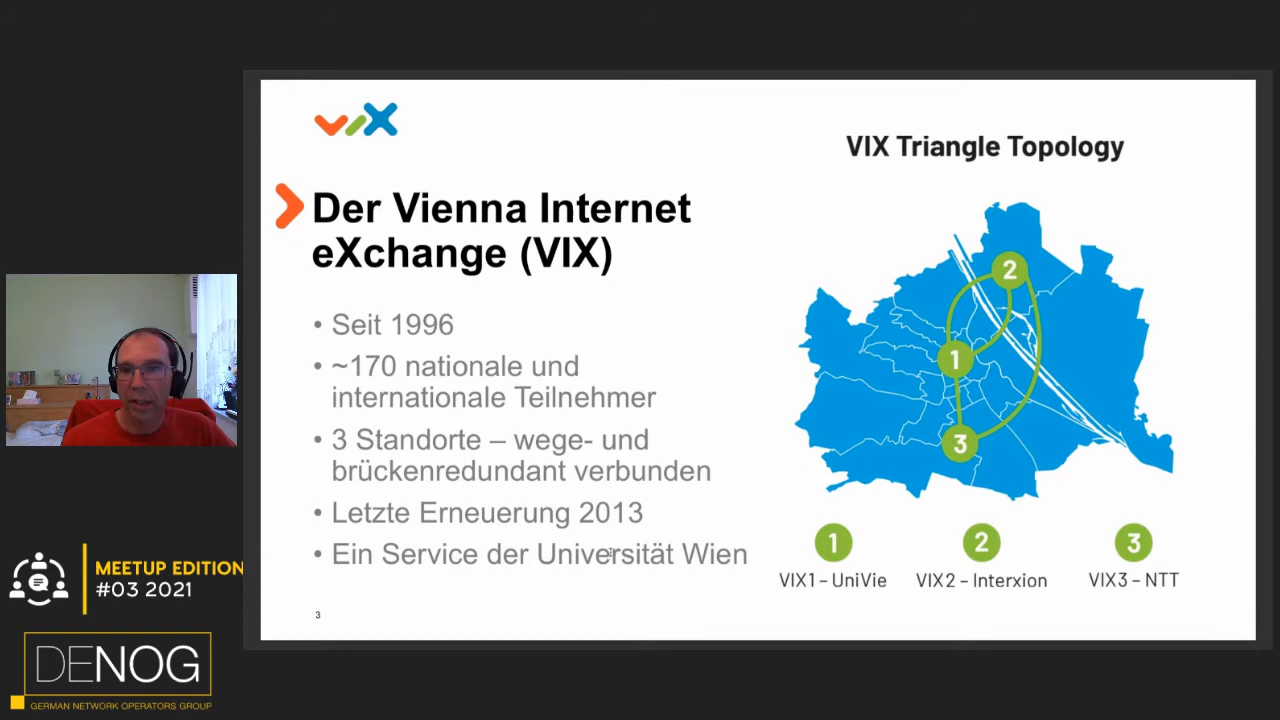 vix
VIX Triangle Topology
Der Vienna Internet
eXchange (VIX)
• Seit 1996
• ~170 nationale und
internationale Teilnehmer
• 3 Standorte – wege- und
brückenredundant verbunden
• Letzte Erneuerung 2013
• Ein Service der Universität Wien
3
2
1
3
1
2
3
VIX1 – UniVie
VIX2 – Interxion
VIX3 – NTT
MEETUP EDITION
#03 2021
DENOG
GERMAN NETWORK OPERATORS GROUP